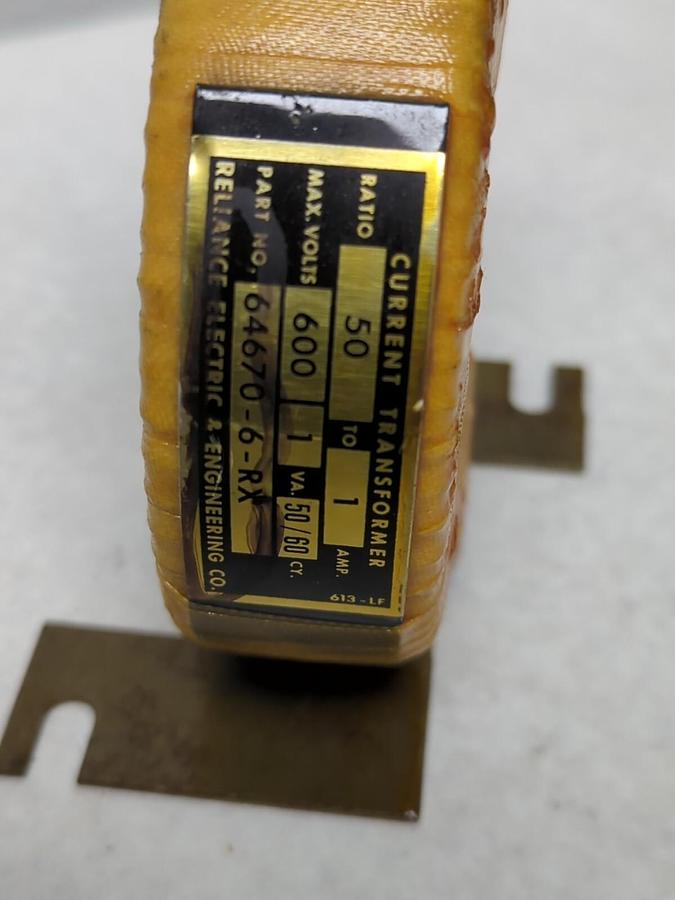 CURRENT TRANSFORMER
RATIO 50 TO 1 AMP.
MAX. VOLTS 600 1 VA. 50/60 CY.
PART NO. 64670-6-RX
RELIANCE ELECTRIC & ENGINEERING CO.
613-LF